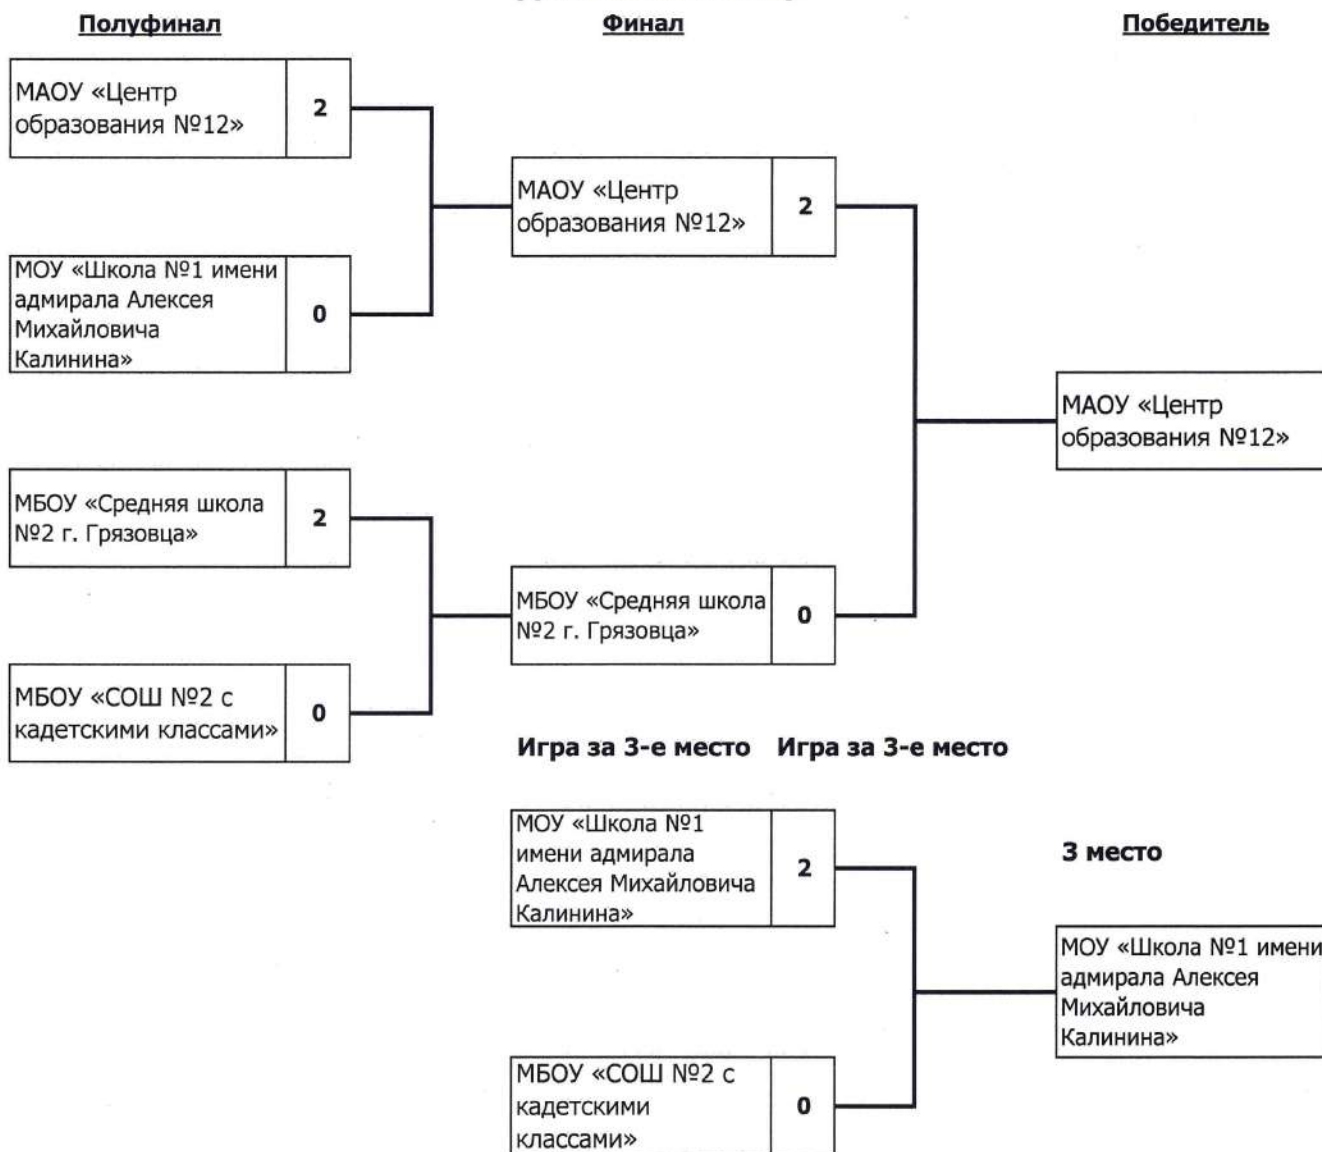 Полуфинал
Финал
Победитель
МАОУ «Центр
образования №12»
2
МАОУ «Центр
образования №12»
2
МОУ «Школа №1 имени
адмирала Алексея
Михайловича
Калинина»
0
МАОУ «Центр
образования №12»
МБОУ «Средняя школа
№2 г. Грязовца»
2
МБОУ «Средняя школа
№2 г. Грязовца»
0
МБОУ «СОШ №2 с
кадетскими классами»
0
Игра за 3-е место
Игра за 3-е место
МОУ «Школа №1
имени адмирала
Алексея Михайловича
Калинина»
2
3 место
МОУ «Школа №1 имени
адмирала Алексея
Михайловича
Калинина»
МБОУ «СОШ №2 с
кадетскими
классами»
0